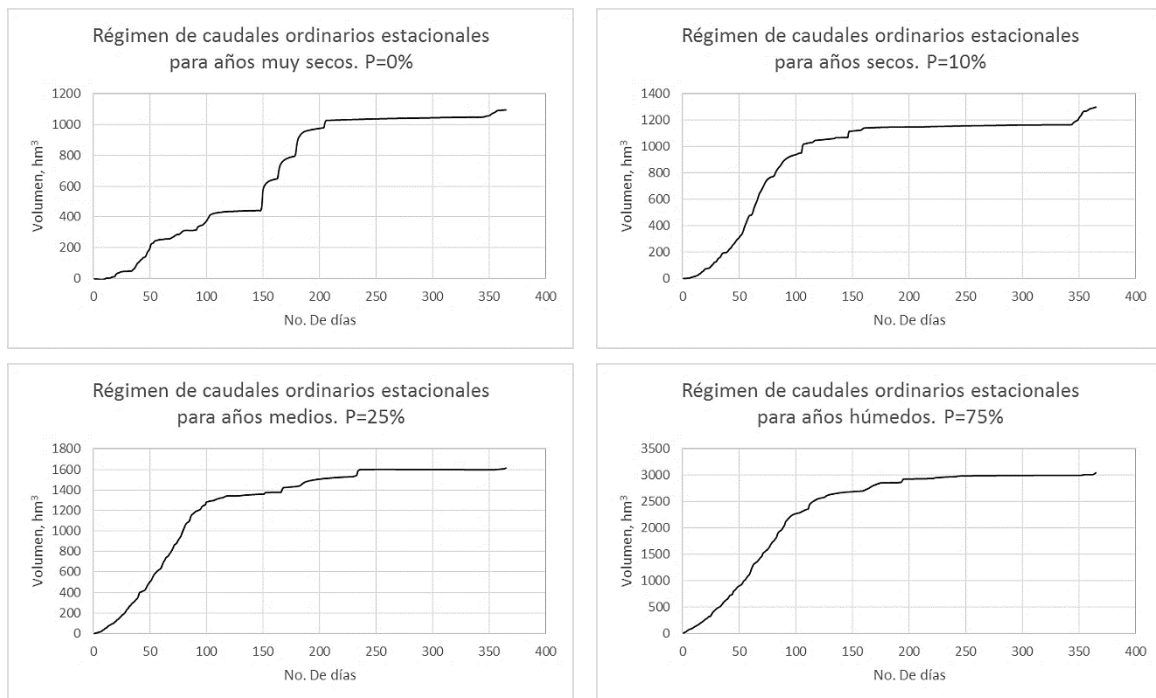 Régimen de caudales ordinarios estacionales
para años muy secos. P=0%
Volumen, hm³
1200
1000
800
600
400
200
0
0 50 100 150 200 250 300 350 400
No. De días
Régimen de caudales ordinarios estacionales
para años secos. P=10%
Volumen, hm³
1400
1200
1000
800
600
400
200
0
0 50 100 150 200 250 300 350 400
No. De días
Régimen de caudales ordinarios estacionales
para años medios. P=25%
Volumen, hm³
1800
1600
1400
1200
1000
800
600
400
200
0
0 50 100 150 200 250 300 350 400
No. De días
Régimen de caudales ordinarios estacionales
para años húmedos. P=75%
Volumen, hm³
3500
3000
2500
2000
1500
1000
500
0
0 50 100 150 200 250 300 350 400
No. De días